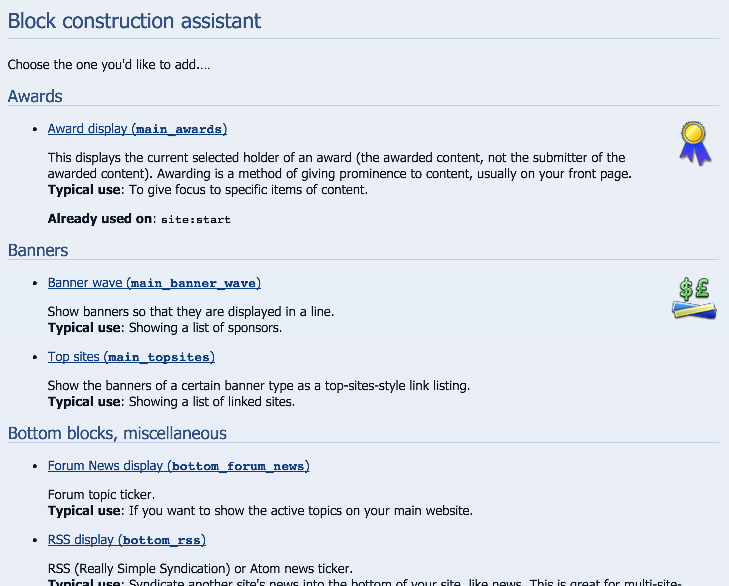 Block construction assistant
Choose the one you'd like to add....
Awards
• Award display (main_awards)
This displays the current selected holder of an award (the awarded content, not the submitter of the
awarded content). Awarding is a method of giving prominence to content, usually on your front page.
Typical use: To give focus to specific items of content.
Already used on: site:start
Banners
• Banner wave (main_banner_wave)
Show banners so that they are displayed in a line.
Typical use: Showing a list of sponsors.
• Top sites (main_topsites)
Show the banners of a certain banner type as a top-sites-style link listing.
Typical use: Showing a list of linked sites.
Bottom blocks, miscellaneous
• Forum News display (bottom_forum_news)
Forum topic ticker.
Typical use: If you want to show the active topics on your main website.
• RSS display (bottom_rss)
RSS (Really Simple Syndication) or Atom news ticker.
Typical use: Syndicate another site's news into the bottom of your site, like news. This is great for multi-site-